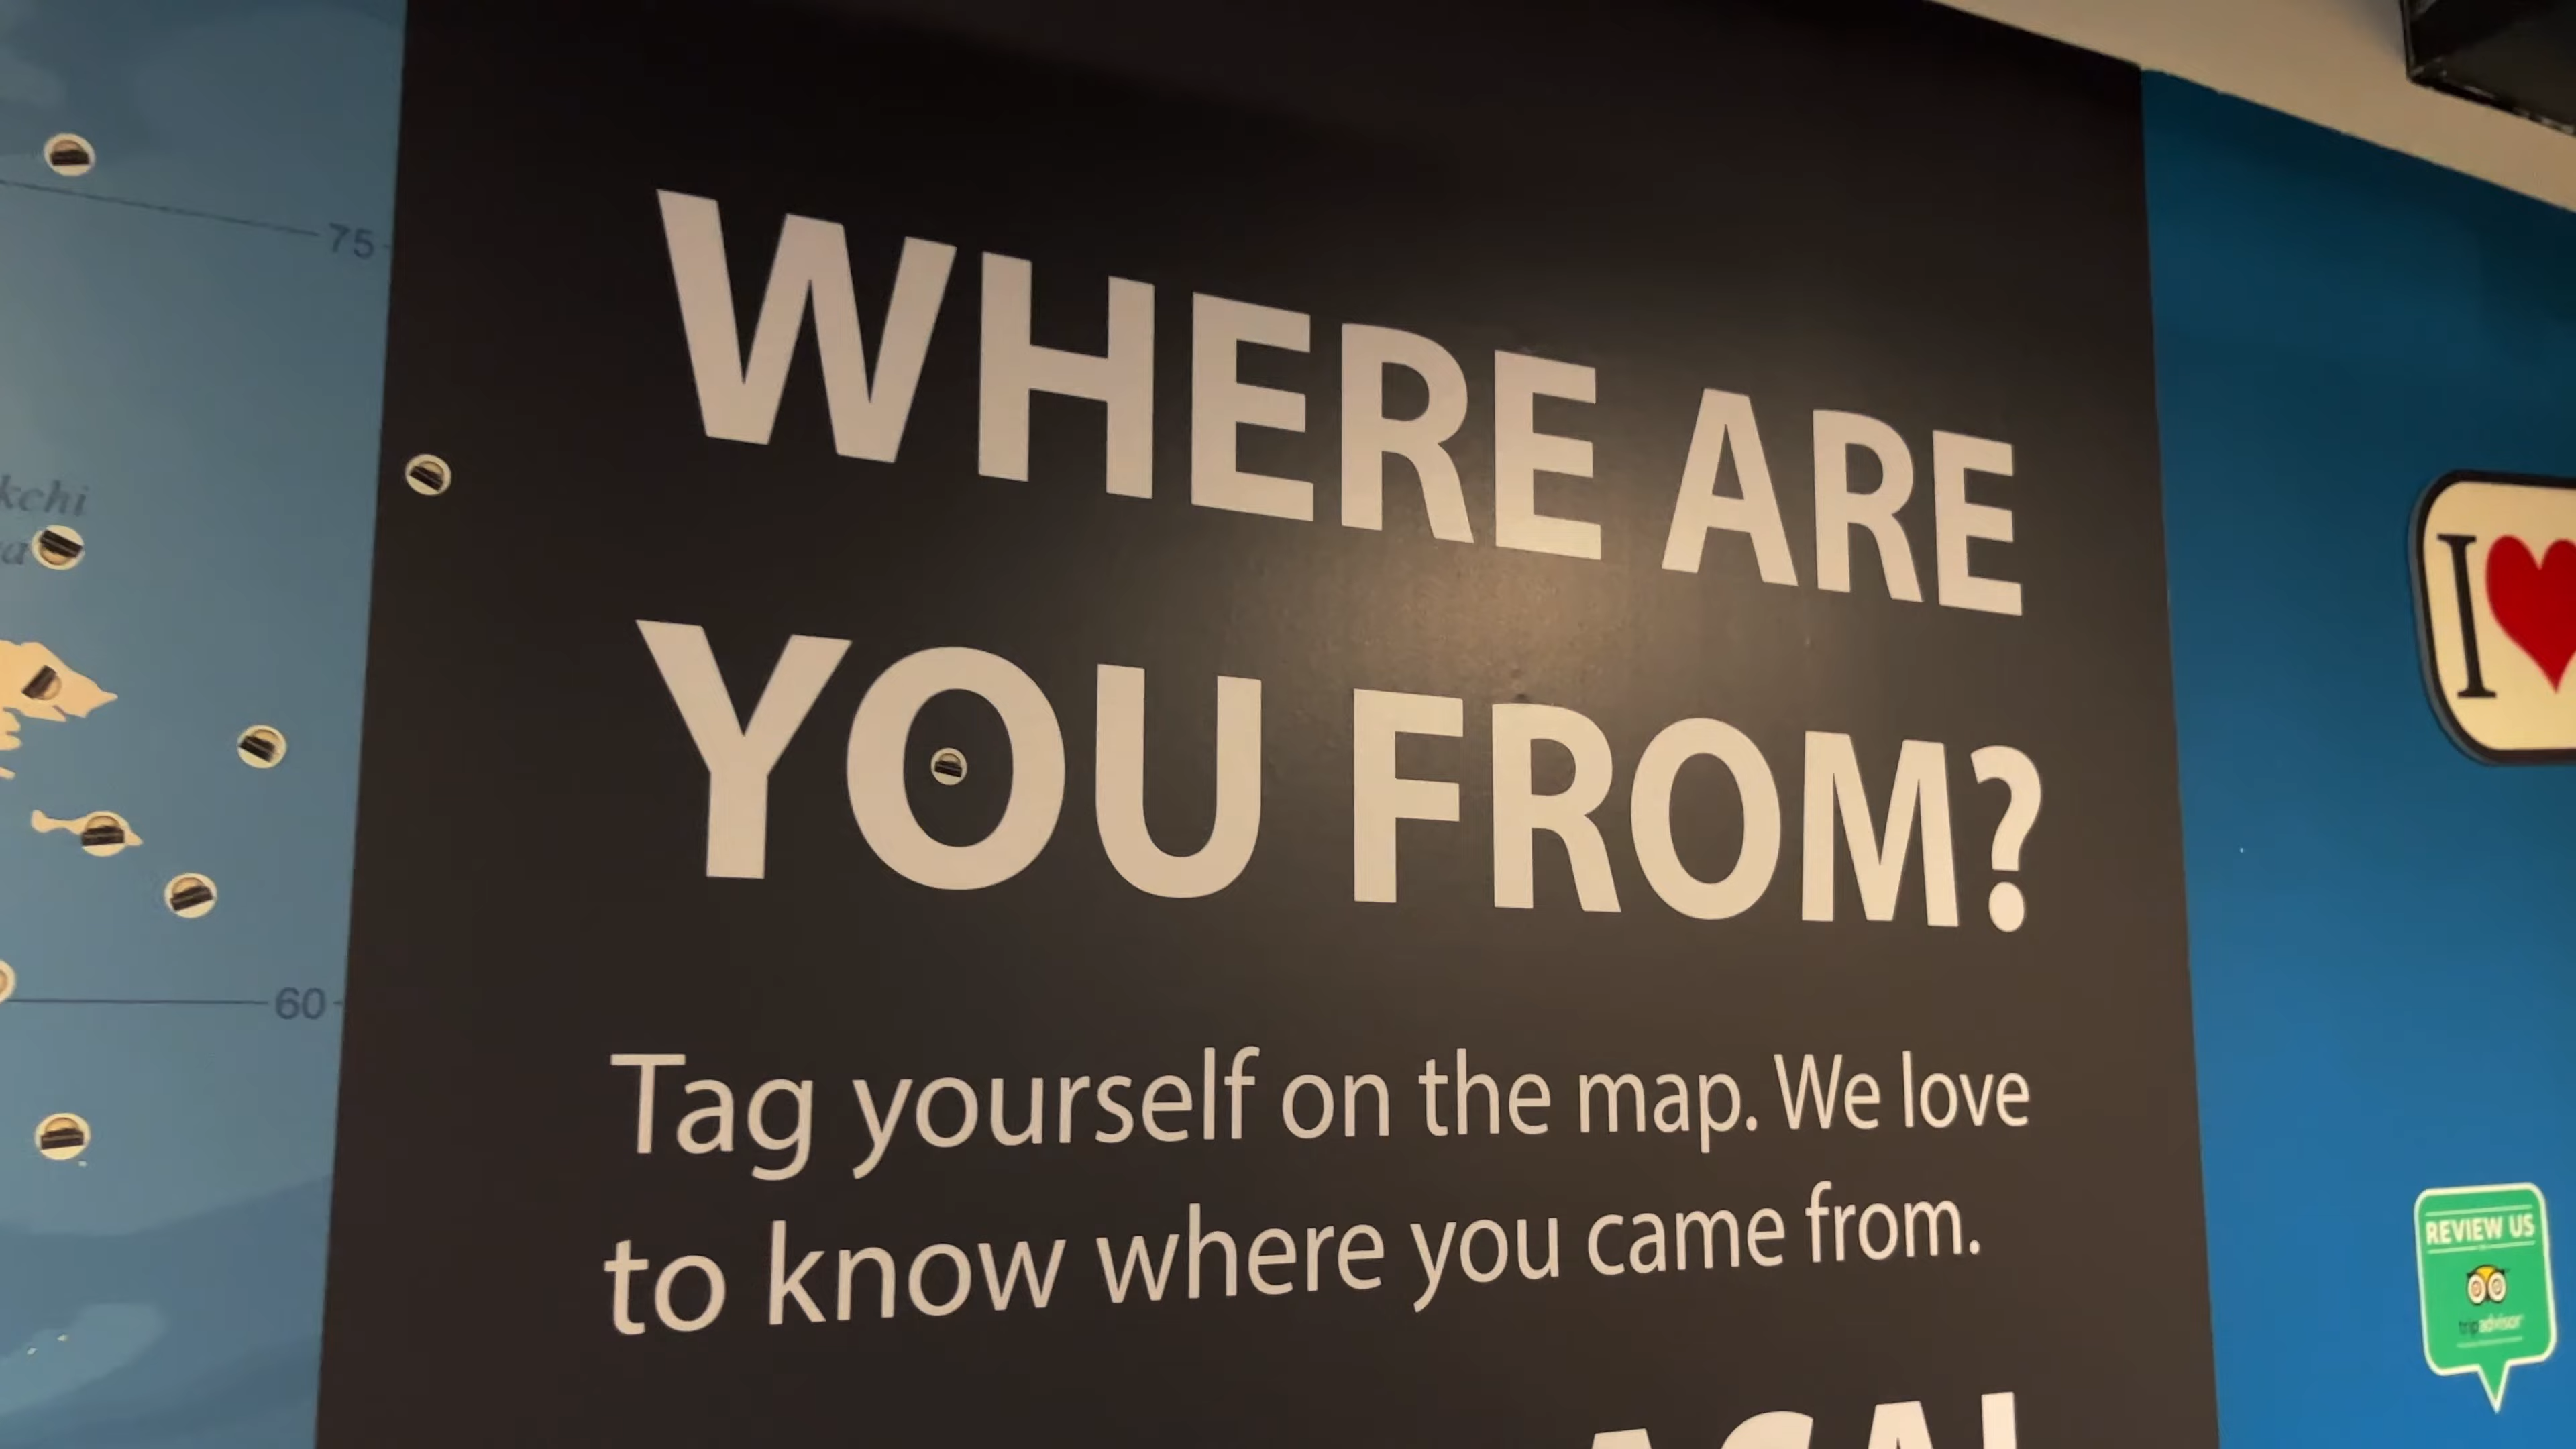 75
kchi
a
60
WHERE ARE
YOU FROM?
Tag yourself on the map. We love
to know where you came from.
I
REVIEW US
tripadvisor